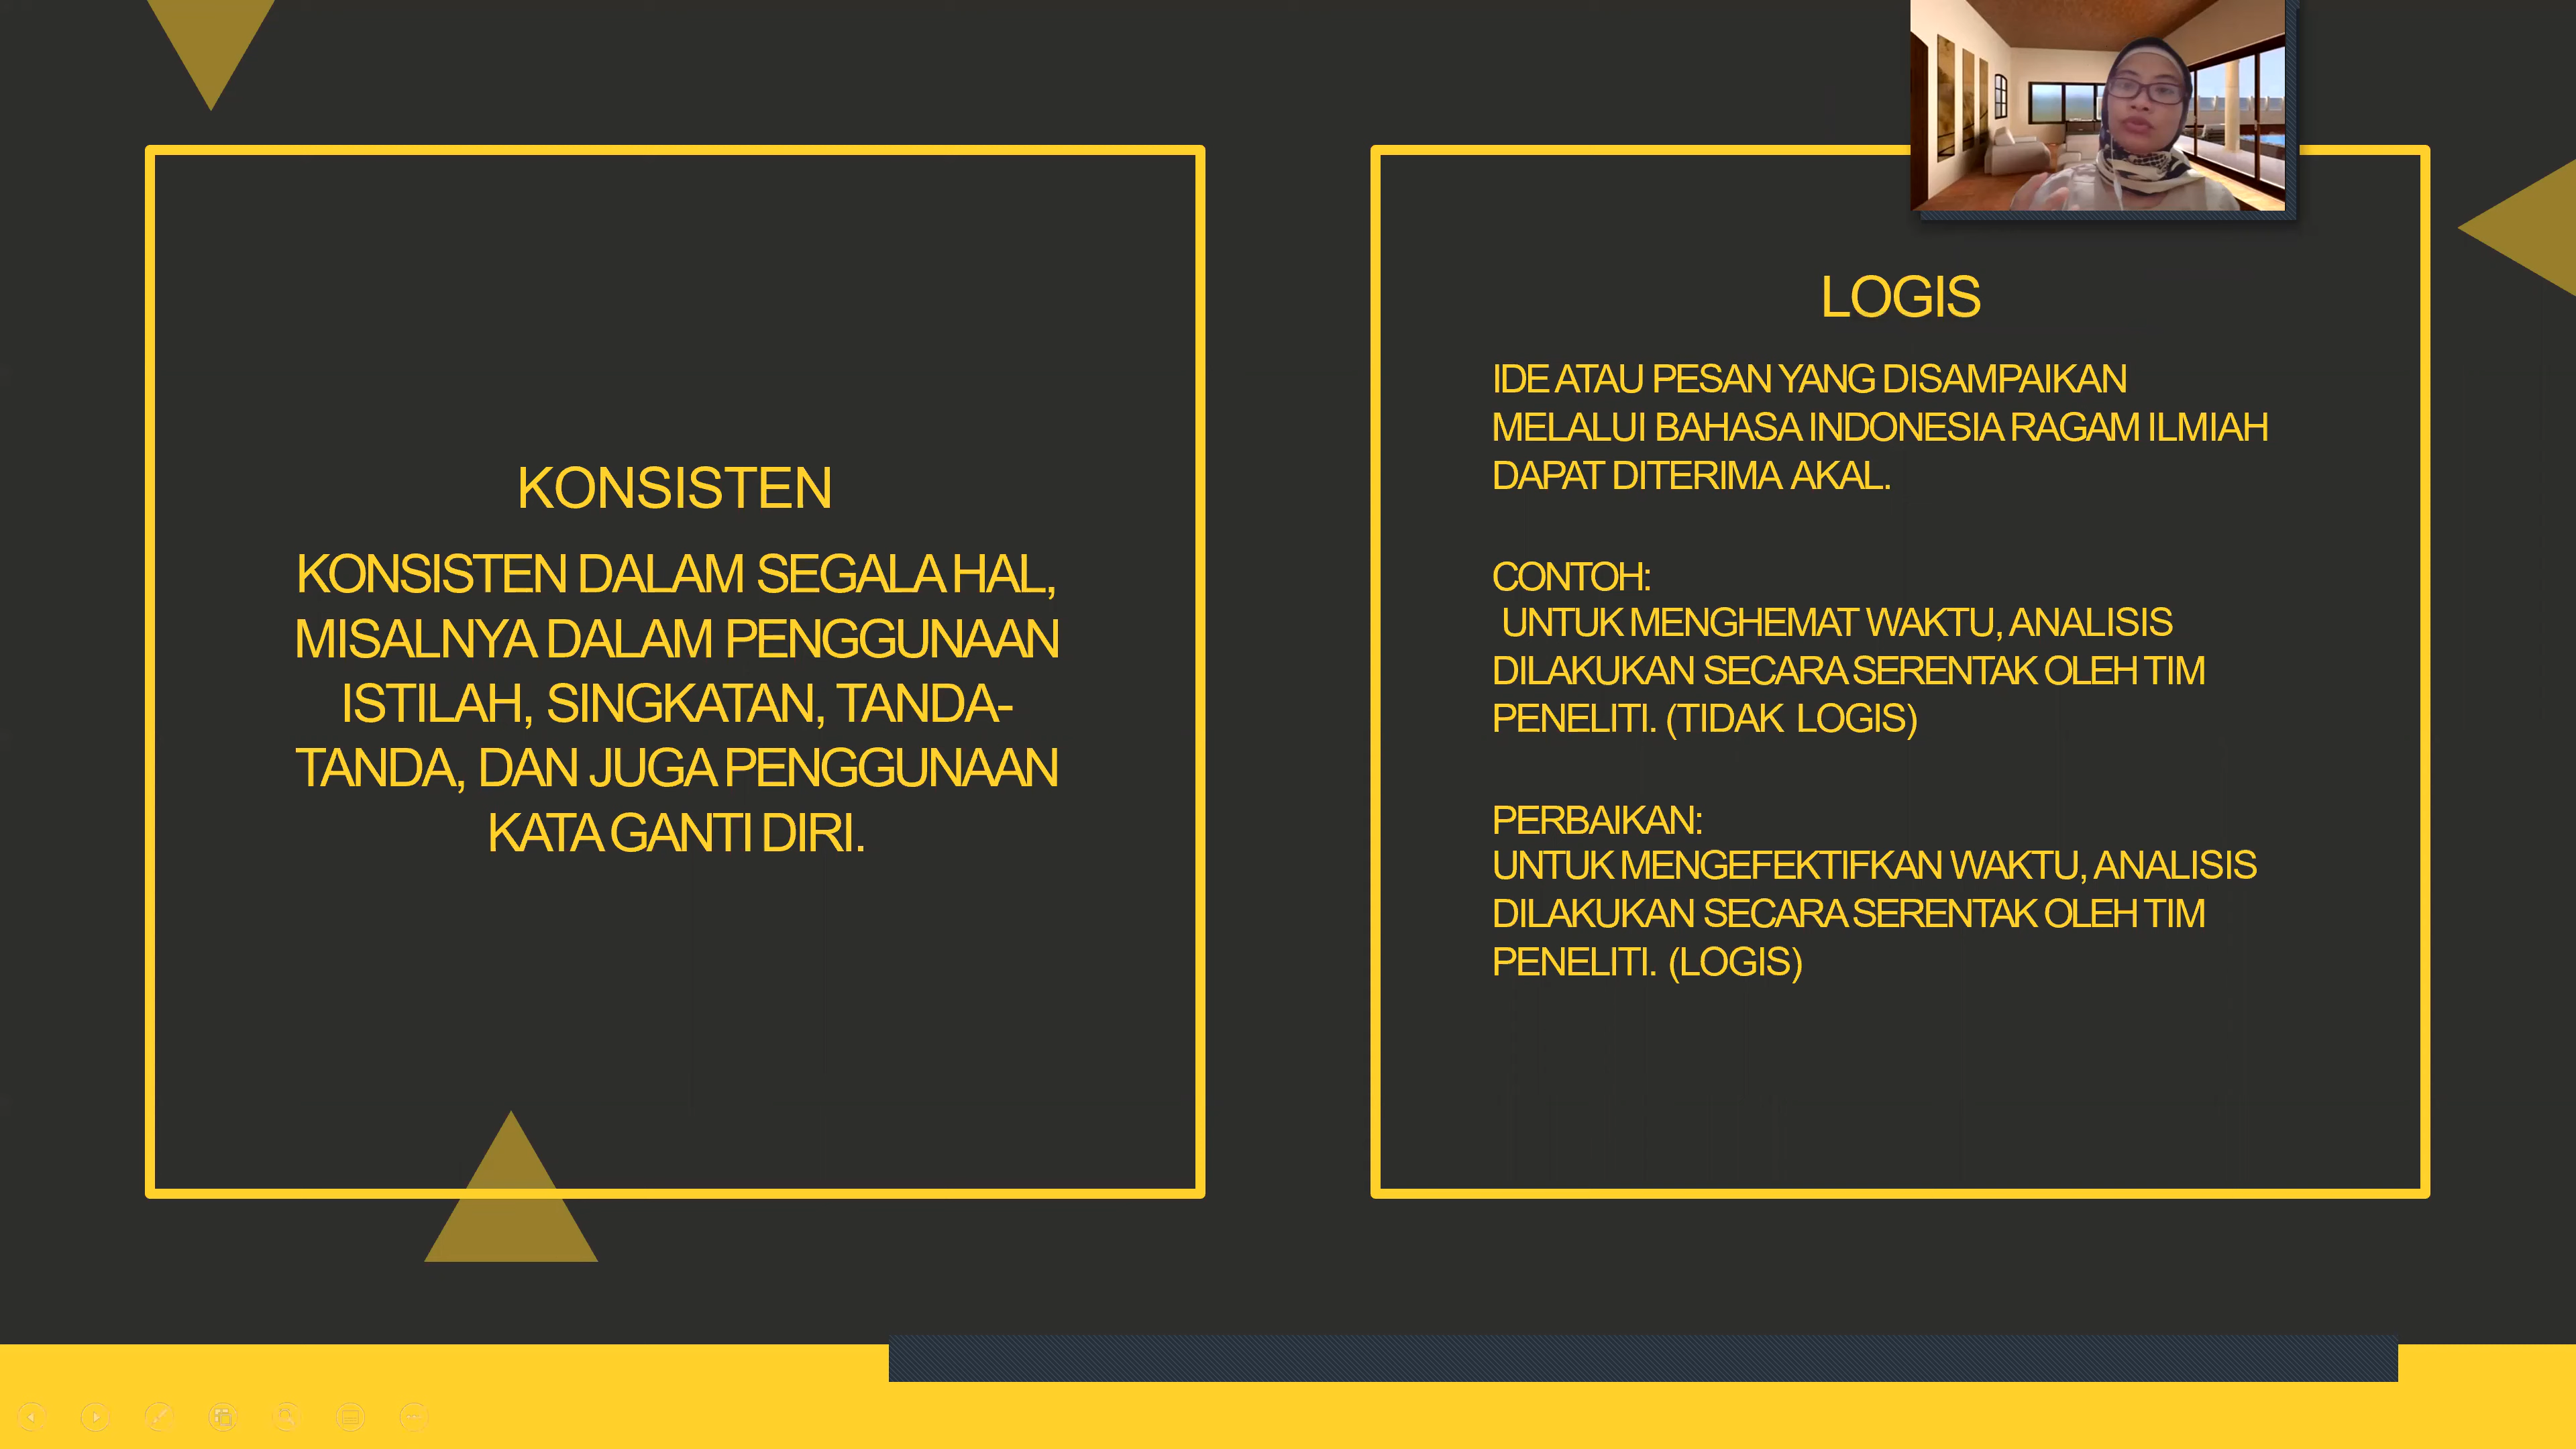 KONSISTEN
KONSISTEN DALAM SEGALA HAL,
MISALNYA DALAM PENGGUNAAN
ISTILAH, SINGKATAN, TANDA-
TANDA, DAN JUGA PENGGUNAAN
KATA GANTI DIRI.
LOGIS
IDE ATAU PESAN YANG DISAMPAIKAN
MELALUI BAHASA INDONESIA RAGAM ILMIAH
DAPAT DITERIMA AKAL.
CONTOH:
UNTUK MENGHEMAT WAKTU, ANALISIS
DILAKUKAN SECARA SERENTAK OLEH TIM
PENELITI. (TIDAK LOGIS)
PERBAIKAN:
UNTUK MENGEFEKTIFKAN WAKTU, ANALISIS
DILAKUKAN SECARA SERENTAK OLEH TIM
PENELITI. (LOGIS)